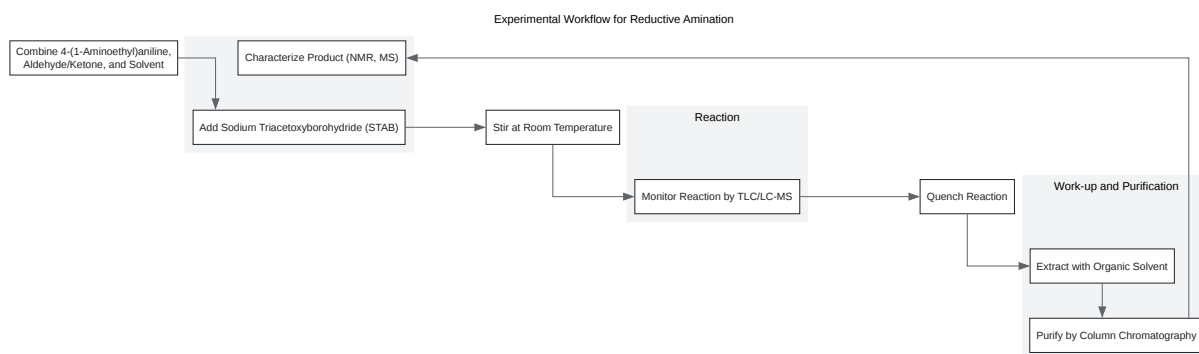 Experimental Workflow for Reductive Amination
Combine 4-(1-Aminoethyl)aniline,
Aldehyde/Ketone, and Solvent
Characterize Product (NMR, MS)
Add Sodium Triacetoxyborohydride (STAB)
Stir at Room Temperature
Reaction
Monitor Reaction by TLC/LC-MS
Quench Reaction
Work-up and Purification
Extract with Organic Solvent
Purify by Column Chromatography